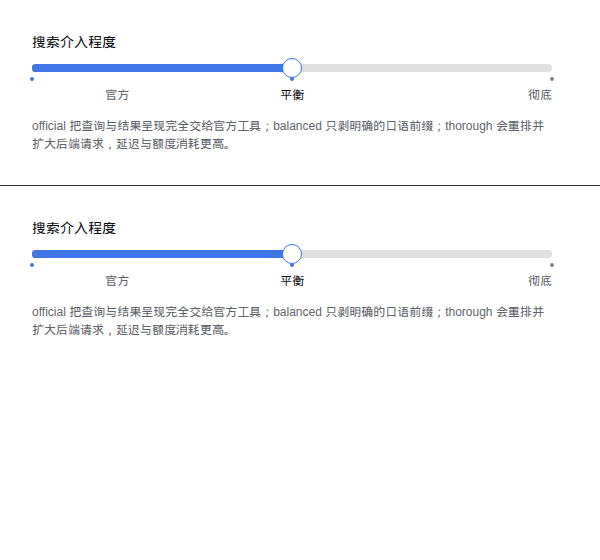 搜索介入程度
官方 平衡 彻底
official 把查询与结果呈现完全交给官方工具；balanced 只剥明确的口语前缀；thorough 会重排并
扩大后端请求，延迟与额度消耗更高。
搜索介入程度
官方 平衡 彻底
official 把查询与结果呈现完全交给官方工具；balanced 只剥明确的口语前缀；thorough 会重排并
扩大后端请求，延迟与额度消耗更高。